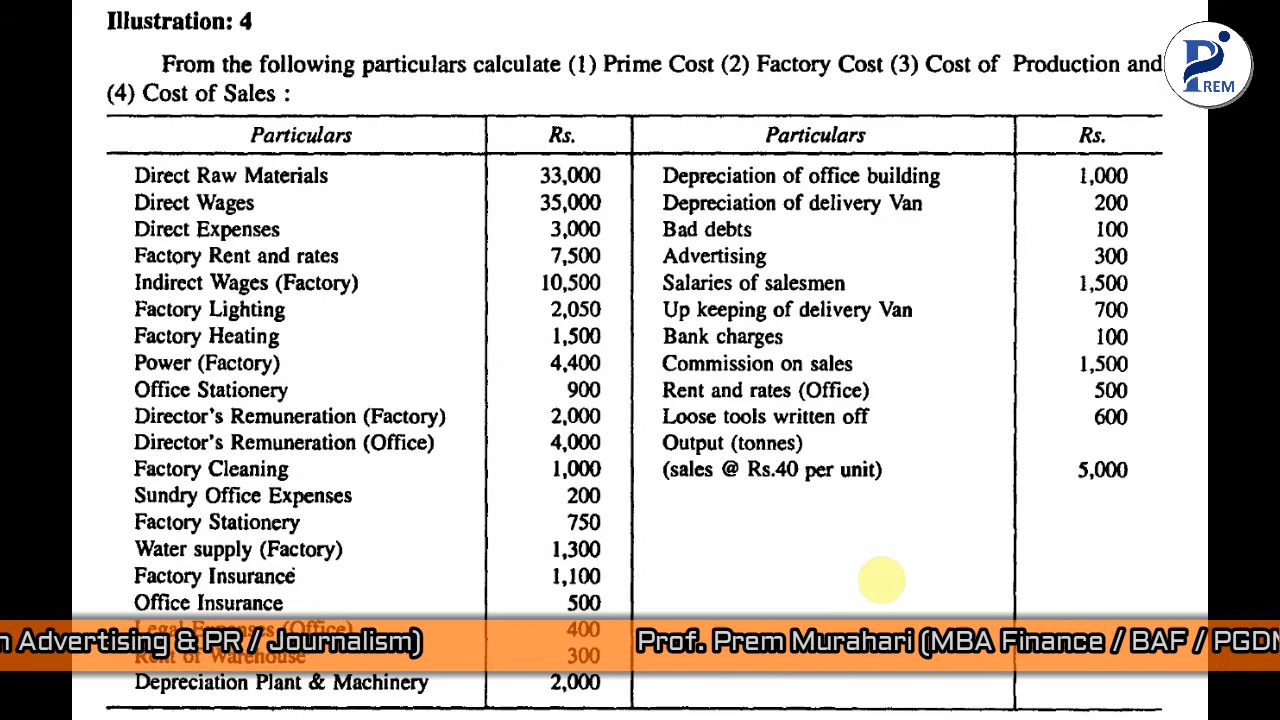 Illustration: 4
From the following particulars calculate (1) Prime Cost (2) Factory Cost (3) Cost of Production and
(4) Cost of Sales :
Particulars Rs. Particulars Rs.
Direct Raw Materials 33,000 Depreciation of office building 1,000
Direct Wages 35,000 Depreciation of delivery Van 200
Direct Expenses 3,000 Bad debts 100
Factory Rent and rates 7,500 Advertising 300
Indirect Wages (Factory) 10,500 Salaries of salesmen 1,500
Factory Lighting 2,050 Up keeping of delivery Van 700
Factory Heating 1,500 Bank charges 100
Power (Factory) 4,400 Commission on sales 1,500
Office Stationery 900 Rent and rates (Office) 500
Director's Remuneration (Factory) 2,000 Loose tools written off 600
Director's Remuneration (Office) 4,000 Output (tonnes)
Factory Cleaning 1,000 (sales @ Rs.40 per unit) 5,000
Sundry Office Expenses 200
Factory Stationery 750
Water supply (Factory) 1,300
Factory Insurance 1,100
Office Insurance 500
Legal Expenses (Office) 400
Rent of Warehouse 300
Depreciation Plant & Machinery 2,000
n Advertising & PR / Journalism) Prof. Prem Murahari (MBA Finance / BAF / PGDM
PREM